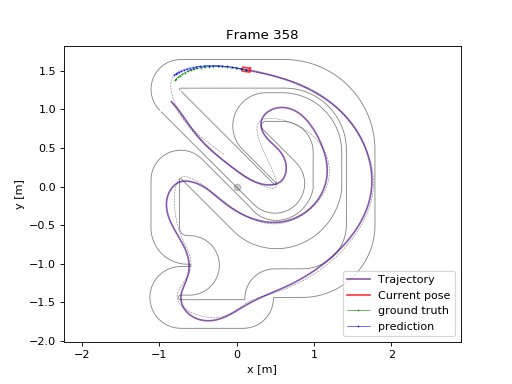 Frame 358
1.5
1.0
0.5
0.0
−0.5
−1.0
−1.5
−2.0
y [m]
−2
−1
0
1
2
x [m]
Trajectory
Current pose
ground truth
prediction